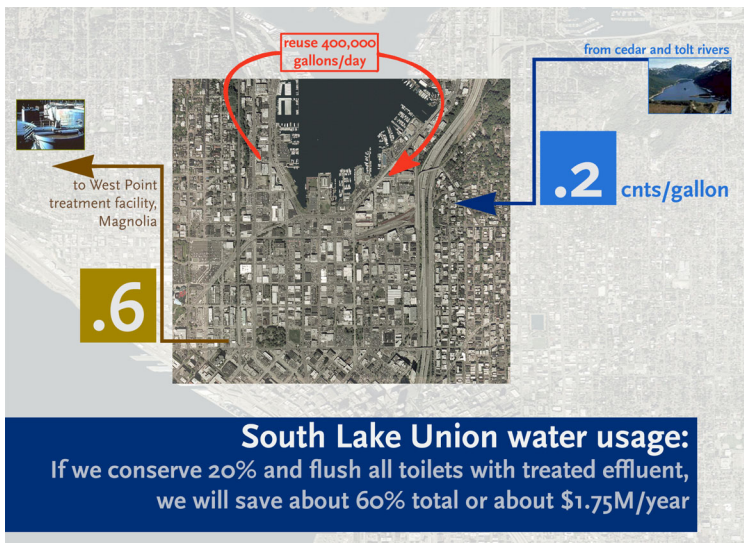 reuse 400,000
gallons/day
from cedar and tolt rivers
.2 cnts/gallon
to West Point
treatment facility,
Magnolia
.6
South Lake Union water usage:
If we conserve 20% and flush all toilets with treated effluent,
we will save about 60% total or about $1.75M/year